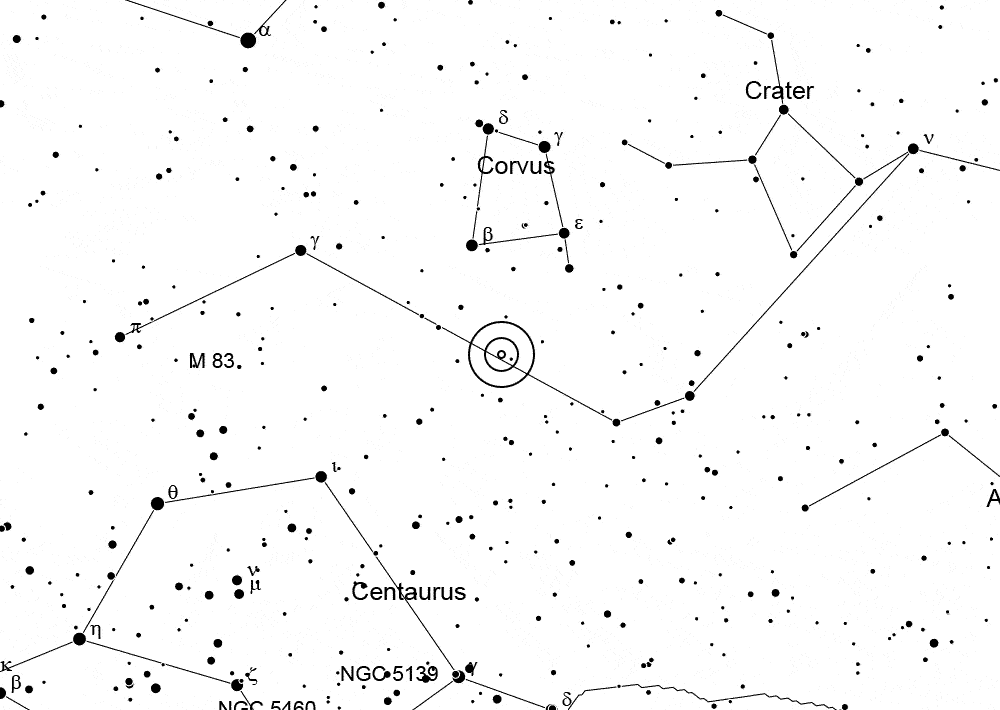 α
Crater
δ
γ
ν
Corvus
ε
β
γ
π
M 83
ι
θ
ν
μ
Centaurus
η
κ
NGC 5139
γ
ζ
β
δ
NGC 5460
A